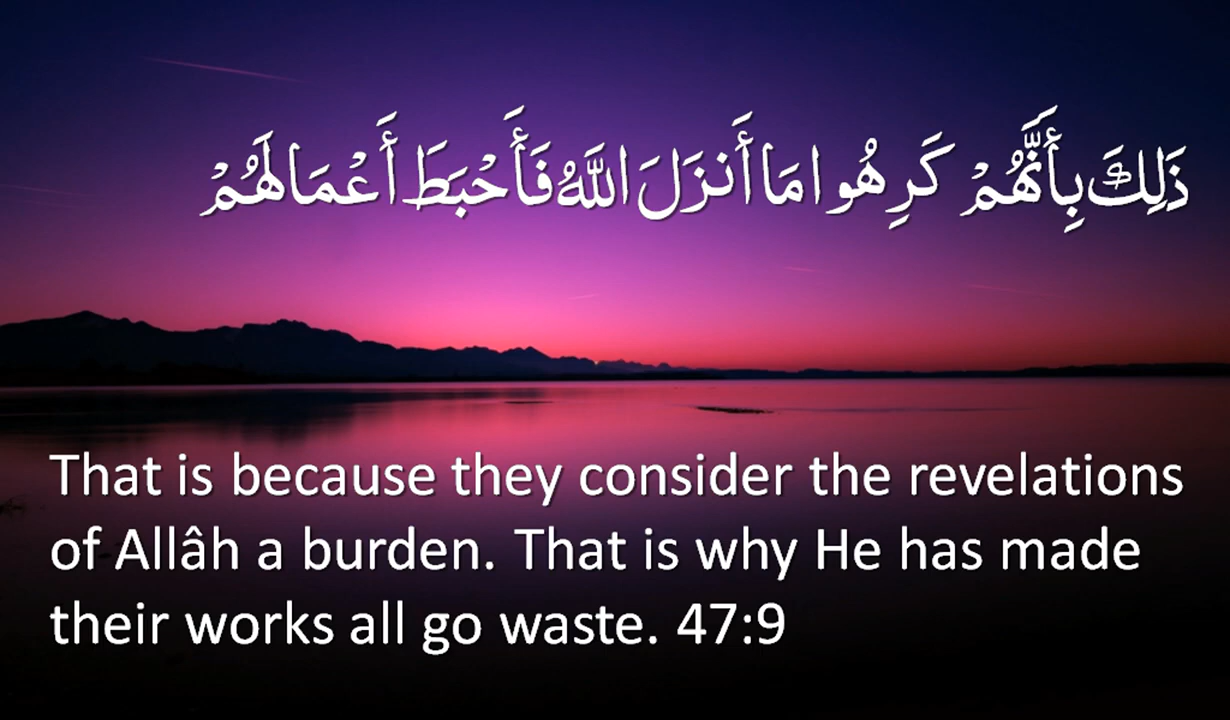 ذَلِكَ بِأَنَّهُمْ كَرِهُوا مَا أَنزَلَ اللَّهُ فَأَحْبَطَ أَعْمَالَهُمْ
That is because they consider the revelations
of Allâh a burden. That is why He has made
their works all go waste. 47:9